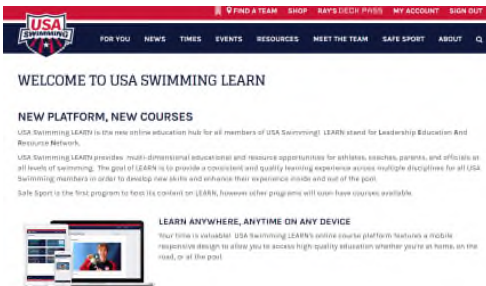 FIND A TEAM SHOP RAY'S DECK PASS MY ACCOUNT SIGN OUT
USA
SWIMMING
FOR YOU NEWS TIMES EVENTS RESOURCES MEET THE TEAM SAFE SPORT ABOUT
WELCOME TO USA SWIMMING LEARN
NEW PLATFORM, NEW COURSES
USA Swimming LEARN is the new online education hub for all members of USA Swimming! LEARN stand for Leadership Education And
Resource Network.
USA Swimming LEARN provides multi-dimensional educational and resource opportunities for athletes, coaches, parents, and officials at
all levels of swimming. The goal of LEARN is to provide a consistent and quality learning experience across multiple disciplines for all USA
Swimming members in order to develop new skills and enhance their experience inside and out of the pool.
Safe Sport is the first program to host its content on LEARN, however other programs will soon have courses available.
LEARN ANYWHERE, ANYTIME ON ANY DEVICE
Your time is valuable! USA Swimming LEARN's online course platform features a mobile
responsive design to allow you to access high quality education whether you're at home, on the
road, or at the pool.